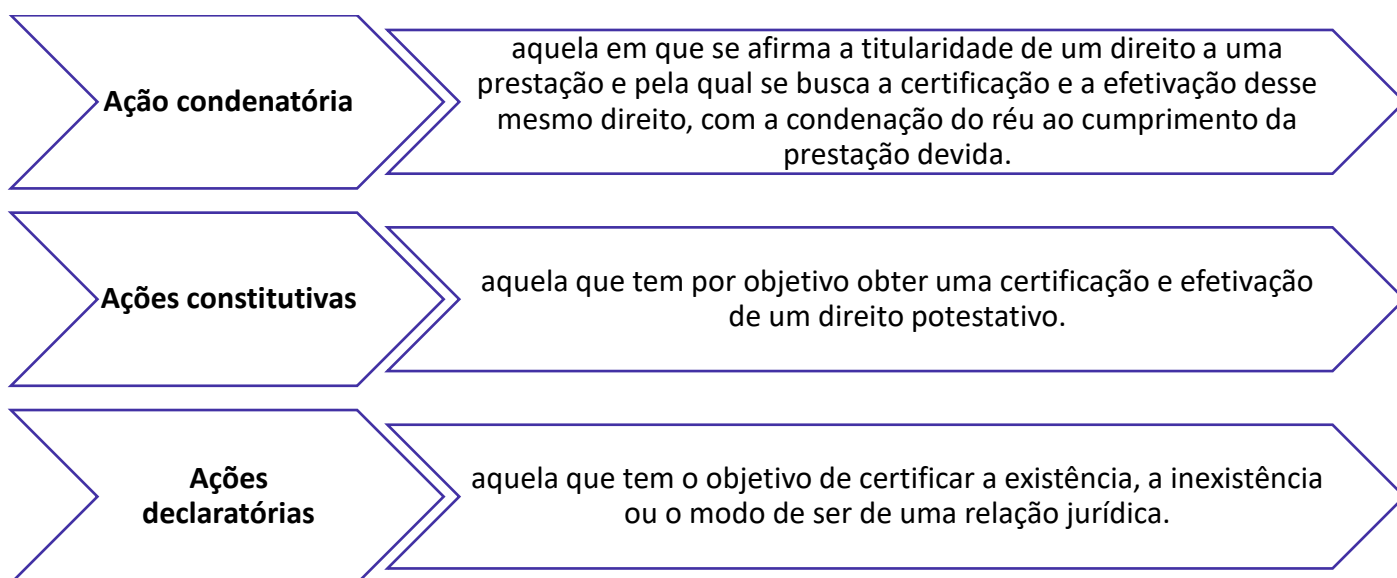 Ação condenatória
aquela em que se afirma a titularidade de um direito a uma
prestação e pela qual se busca a certificação e a efetivação desse
mesmo direito, com a condenação do réu ao cumprimento da
prestação devida.
Ações constitutivas
aquela que tem por objetivo obter uma certificação e efetivação
de um direito potestativo.
Ações
declaratórias
aquela que tem o objetivo de certificar a existência, a inexistência
ou o modo de ser de uma relação jurídica.